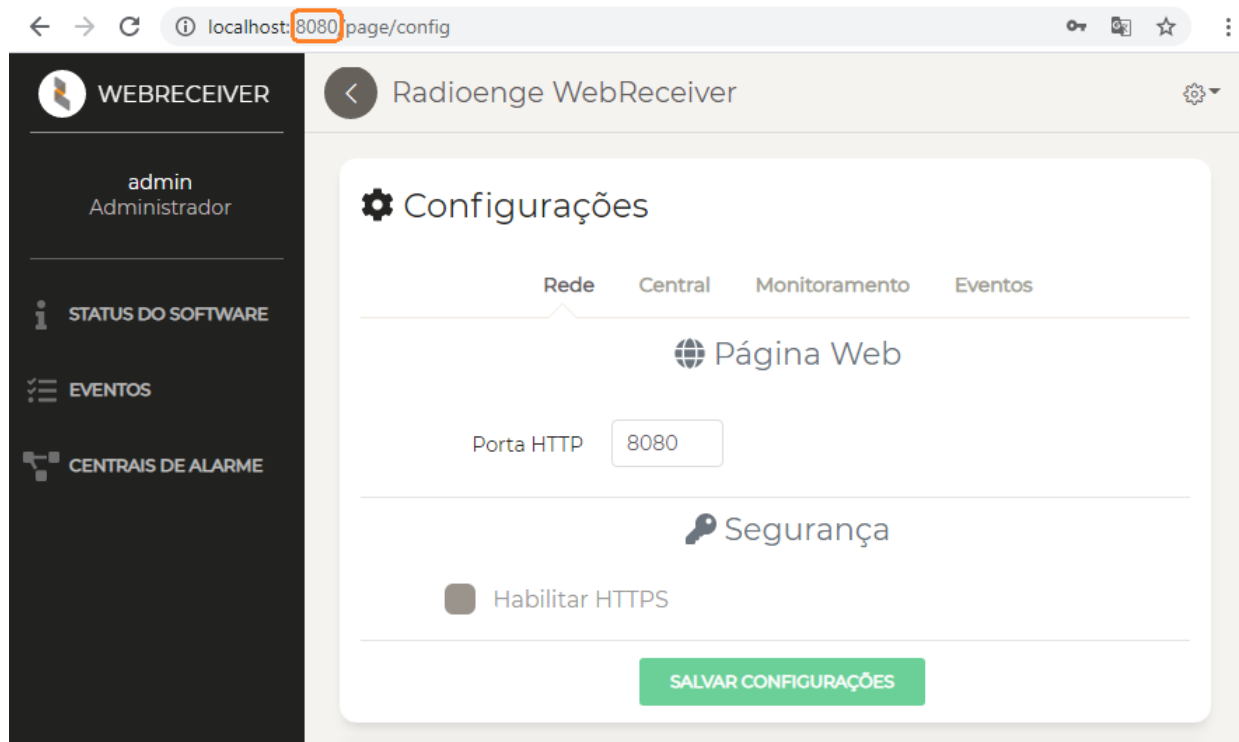 localhost:8080/page/config
WEBRECEIVER
Radioenge WebReceiver
admin
Administrador
STATUS DO SOFTWARE
EVENTOS
CENTRAIS DE ALARME
Configurações
Rede Central Monitoramento Eventos
Página Web
Porta HTTP 8080
Segurança
Habilitar HTTPS
SALVAR CONFIGURAÇÕES